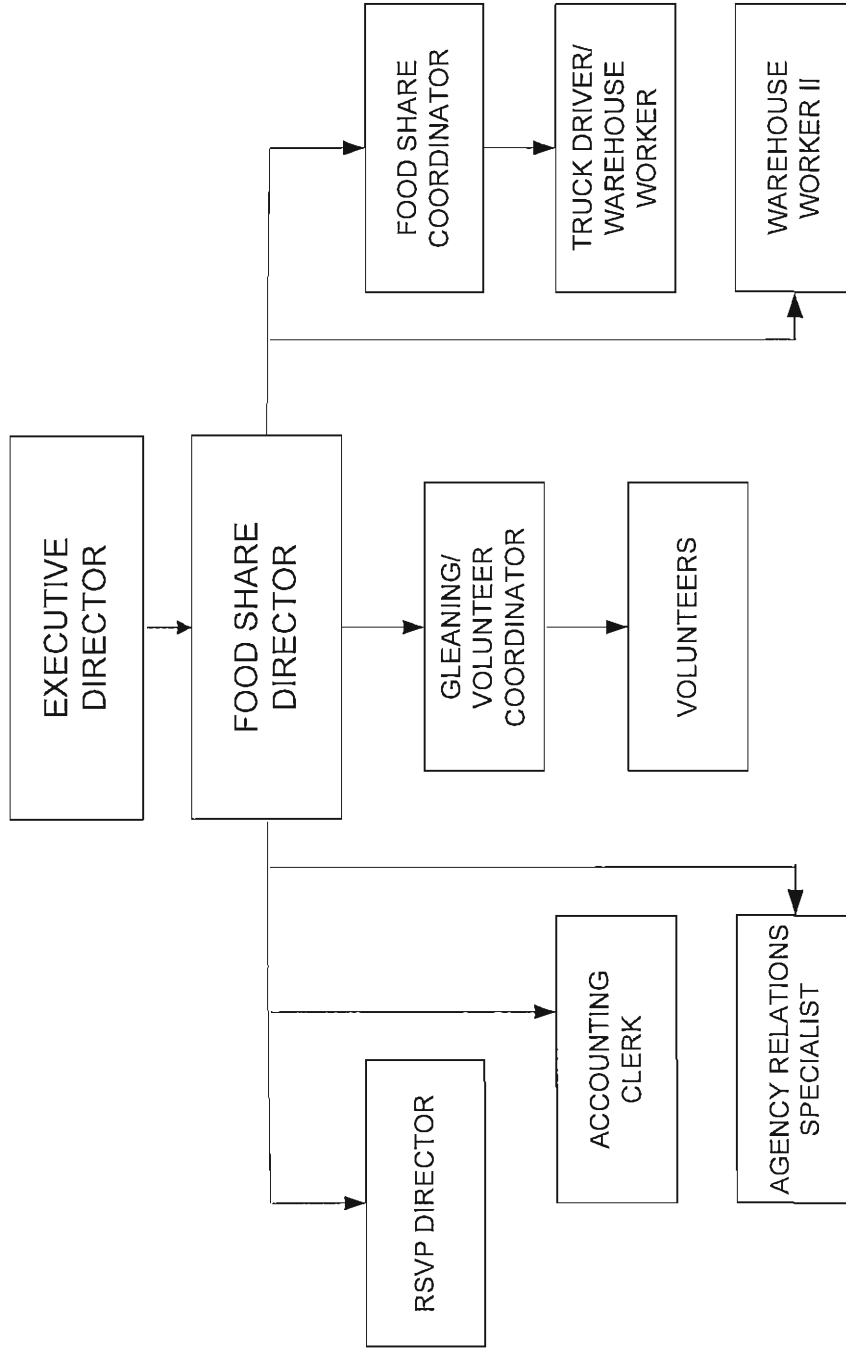 EXECUTIVE
DIRECTOR
FOOD SHARE
DIRECTOR
RSVP DIRECTOR
ACCOUNTING
CLERK
AGENCY RELATIONS
SPECIALIST
GLEANING/
VOLUNTEER
COORDINATOR
VOLUNTEERS
FOOD SHARE
COORDINATOR
TRUCK DRIVER/
WAREHOUSE
WORKER
WAREHOUSE
WORKER II